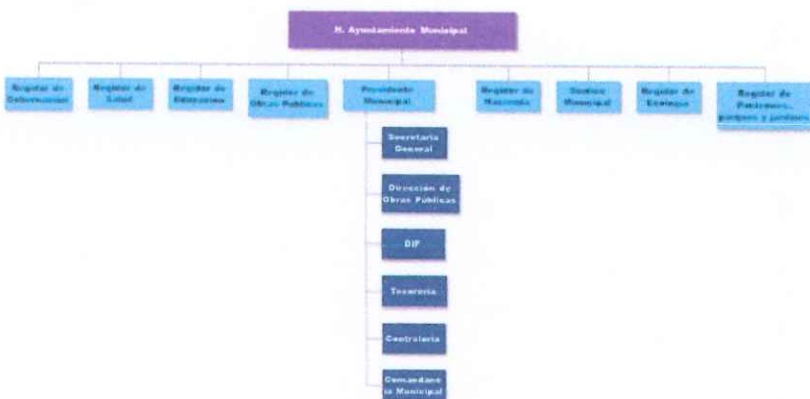 H. Ayuntamiento Municipal
Regidor de
Gobernación
Regidor de
Salud
Regidor de
Educación
Regidor de
Obras Públicas
Presidente
Municipal
Regidor de
Hacienda
Síndico
Municipal
Regidor de
Ecología
Regidor de
Panteones,
parques y jardines
Secretaría
General
Dirección de
Obras Públicas
DIF
Tesorería
Contraloría
Comandanc
ia Municipal